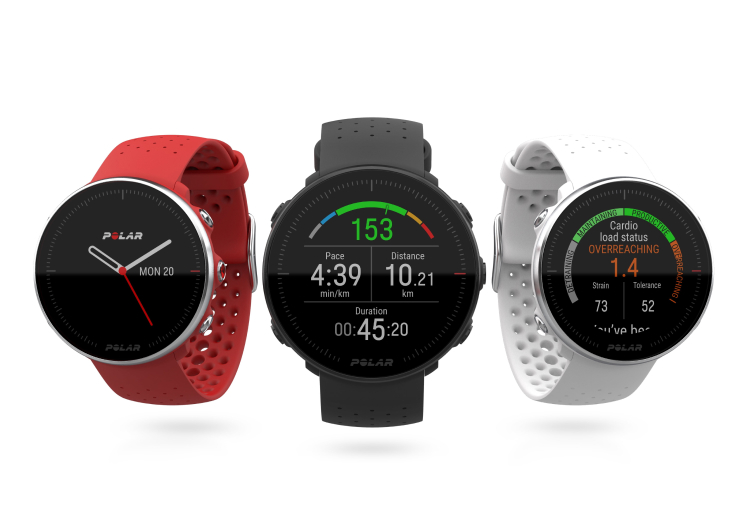 POLAR
MON 20
POLAR
153
Pace
4:39
min/km
Distance
10.21
km
Duration
00:45:20
POLAR
DETRAINING MAINTAINING PRODUCTIVE OVERREACHING
Cardio
load status
OVERREACHING
1.4
Strain
73
Tolerance
52
POLAR